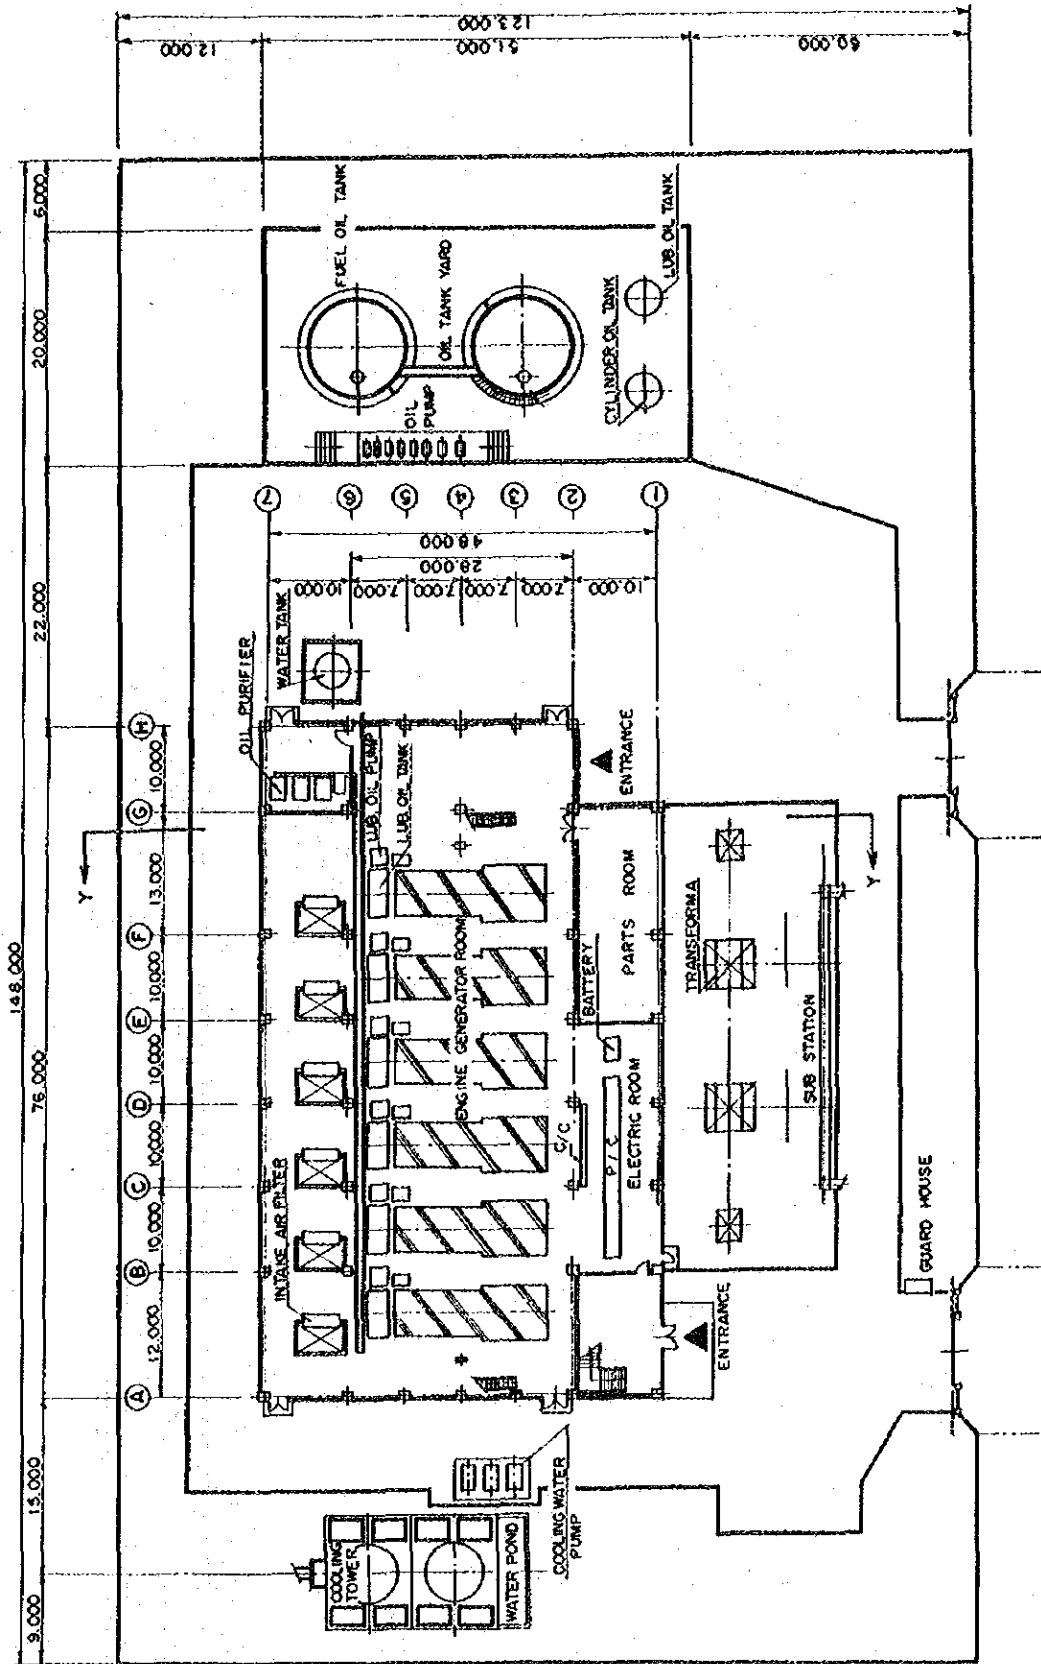 148.000
9.000
15.000
76.000
22.000
20.000
6.000
12.000
10.000
10.000
10.000
10.000
13.000
10.000
A
B
C
D
E
F
G
H
123.000
12.000
51.000
60.000
Y
Y
OIL PURIFIER
WATER TANK
FUEL OIL TANK
OIL TANK YARD
OIL
PUMP
CYLINDER OIL TANK
LUB. OIL TANK
7
6
5
4
3
2
1
48.000
28.000
10.000
7.000
7.000
7.000
7.000
10.000
INTAKE AIR FILTER
LUB. OIL PUMP
LUB. OIL TANK
ENGINE GENERATOR ROOM
COOLING
TOWER
WATER POND
COOLING WATER
PUMP
C/C
P/C
BATTERY
ELECTRIC ROOM
PARTS ROOM
ENTRANCE
ENTRANCE
TRANSFORMA
SUB STATION
GUARD HOUSE